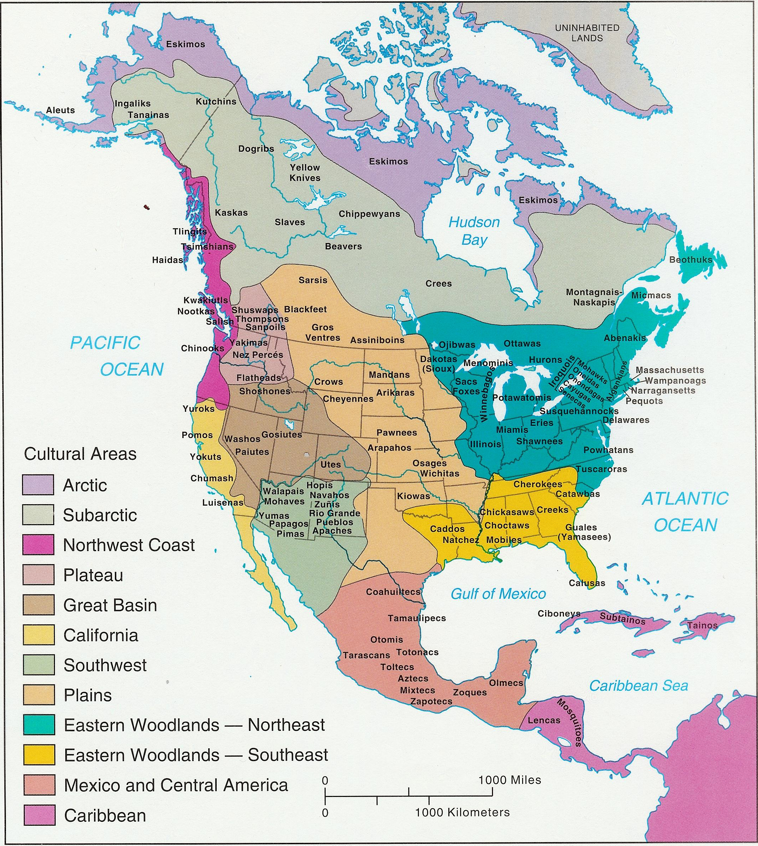 UNINHABITED
LANDS
Eskimos
Aleuts
Ingaliks
Tanainas
Kutchins
Dogribs
Yellow
Knives
Eskimos
Eskimos
Kaskas
Slaves
Chippewyans
Beavers
Hudson
Bay
Tlingits
Tsimshians
Haidas
Crees
Montagnais-
Naskapis
Beothuks
Micmacs
Abenakis
Sarsis
Kwakiutls
Nootkas
Salish
Shuswaps
Thompsons
Sanpoils
Blackfeet
Gros
Ventres
Assiniboins
PACIFIC
OCEAN
Chinooks
Yakimas
Nez Percés
Flatheads
Shoshones
Crows
Cheyennes
Mandans
Arikaras
Ojibwas
Ottawas
Dakotas
(Sioux)
Menominis
Hurons
Sacs
Foxes
Winnebagos
Potawatomis
Iroquois
Mohawks
Oneidas
Onondagas
Cayugas
Senecas
Algonkians
Massachusetts
Wampanoags
Narragansetts
Pequots
Susquehannocks
Delawares
Eries
Miamis
Illinois
Shawnees
Powhatans
Tuscaroras
Yuroks
Pomos
Yokuts
Chumash
Luisenas
Washos
Paiutes
Gosiutes
Utes
Pawnees
Arapahos
Osages
Wichitas
Kiowas
Walapais
Mohaves
Hopis
Navahos
Zunis
Rio Grande
Pueblos
Apaches
Yumas
Papagos
Pimas
Cherokees
Catawbas
Chickasaws
Creeks
Choctaws
Caddos
Natchez
Mobiles
Guales
(Yamasees)
Calusas
ATLANTIC
OCEAN
Gulf of Mexico
Coahuiltecs
Tamaulipecs
Otomis
Tarascans
Totonacs
Toltecs
Aztecs
Mixtecs
Zapotecs
Zoques
Olmecs
Ciboneys
Subtainos
Tainos
Caribbean Sea
Lencas
Mosquitoes
Cultural Areas
Arctic
Subarctic
Northwest Coast
Plateau
Great Basin
California
Southwest
Plains
Eastern Woodlands — Northeast
Eastern Woodlands — Southeast
Mexico and Central America
Caribbean
0 1000 Miles
0 1000 Kilometers